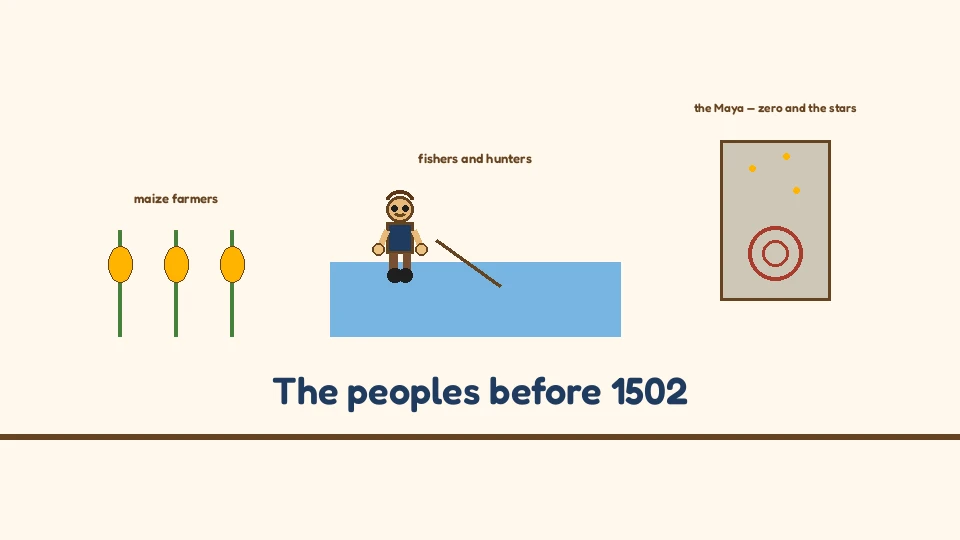 the Maya — zero and the stars
fishers and hunters
maize farmers
The peoples before 1502